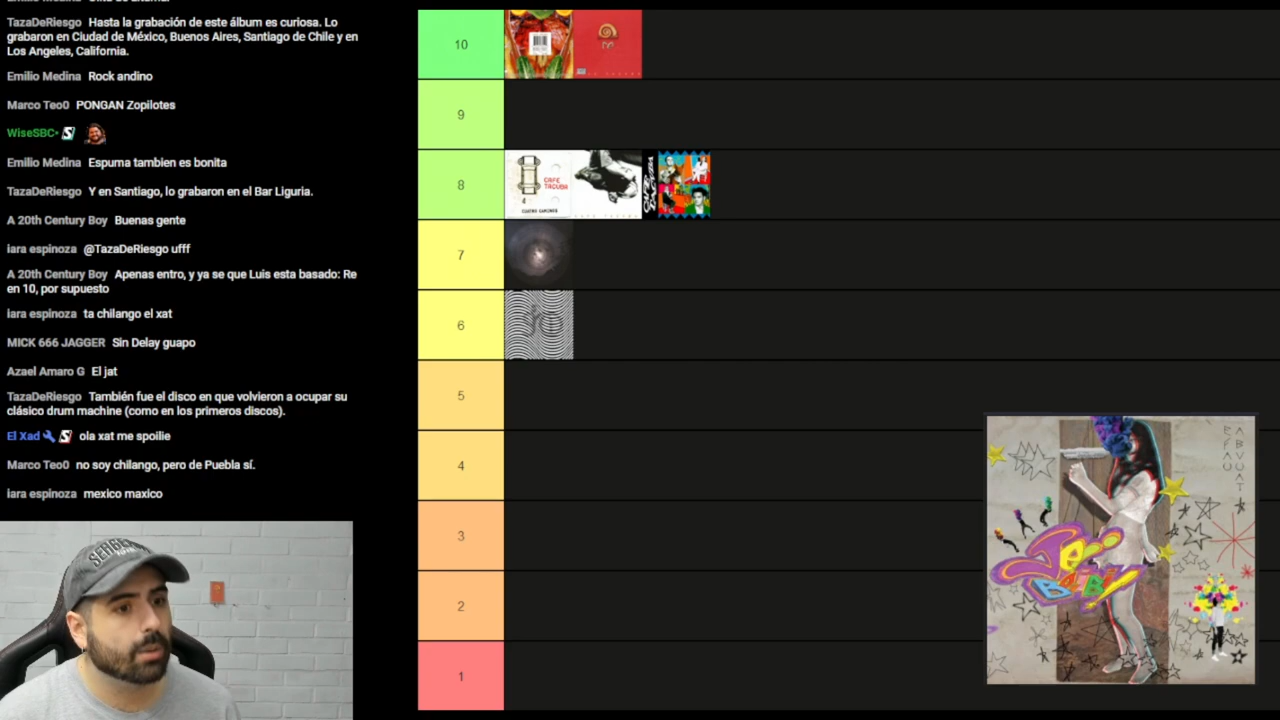 TazaDeRiesgo Hasta la grabación de este álbum es curiosa. Lo
grabaron en Ciudad de México, Buenos Aires, Santiago de Chile y en
Los Angeles, California.
Emilio Medina Rock andino
Marco Teo0 PONGAN Zopilotes
WiseSBC
Emilio Medina Espuma tambien es bonita
TazaDeRiesgo Y en Santiago, lo grabaron en el Bar Liguria.
A 20th Century Boy Buenas gente
iara espinoza @TazaDeRiesgo ufff
A 20th Century Boy Apenas entro, y ya se que Luis esta basado: Re
en 10, por supuesto
iara espinoza ta chilango el xat
MICK 666 JAGGER Sin Delay guapo
Azael Amaro G El jat
TazaDeRiesgo También fue el disco en que volvieron a ocupar su
clásico drum machine (como en los primeros discos).
El Xad ola xat me spoilie
Marco Teo0 no soy chilango, pero de Puebla sí.
iara espinoza mexico maxico
10
9
8
CAFE
TACUBA
4
CUATRO CAMINOS
7
6
5
4
3
2
1
Jei
Beibi